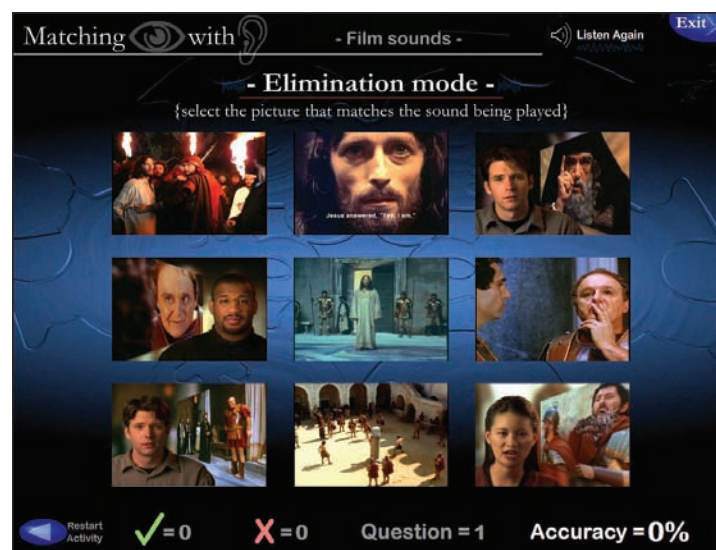 Matching with - Film sounds - Listen Again Exit
- Elimination mode -
{select the picture that matches the sound being played}
Jesus answered, "Yes, I am."
Restart
Activity
= 0
X = 0
Question = 1
Accuracy = 0%